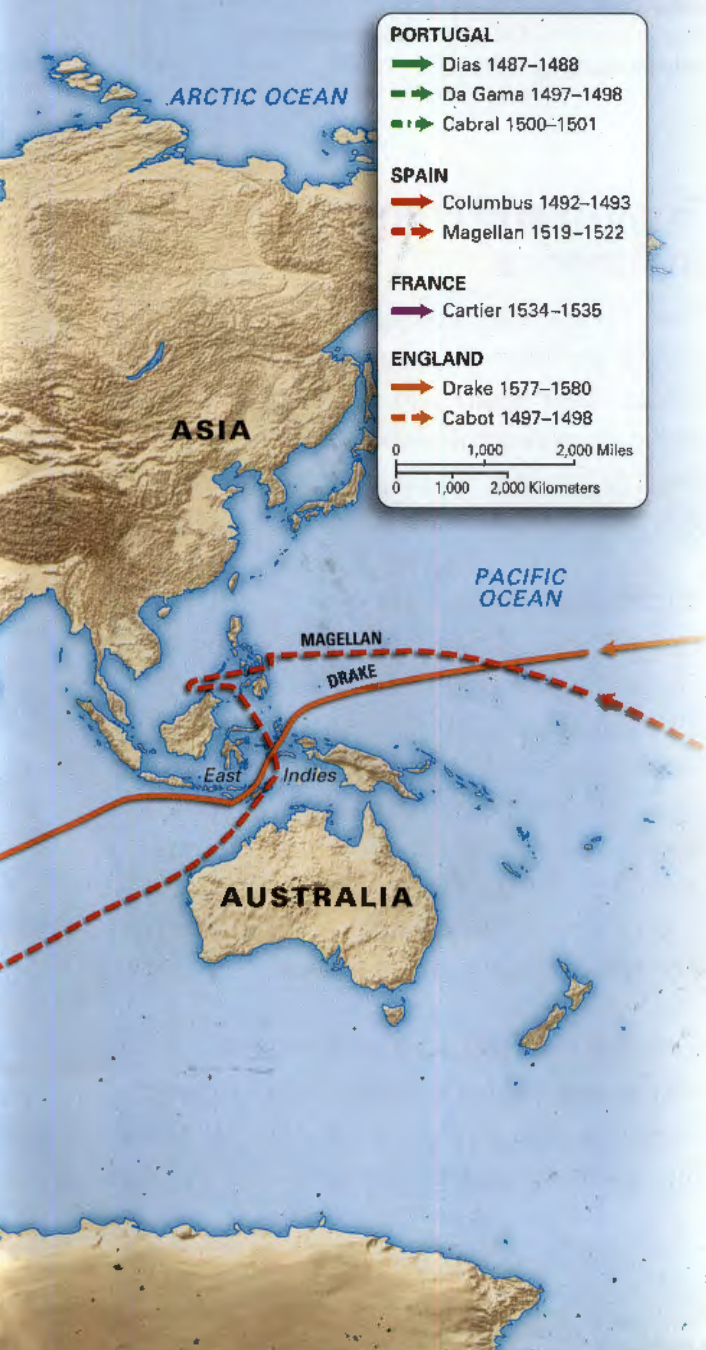 PORTUGAL
Dias 1487–1488
Da Gama 1497–1498
Cabral 1500–1501
SPAIN
Columbus 1492–1493
Magellan 1519–1522
FRANCE
Cartier 1534–1535
ENGLAND
Drake 1577–1580
Cabot 1497–1498
0 1,000 2,000 Miles
0 1,000 2,000 Kilometers
ARCTIC OCEAN
ASIA
PACIFIC
OCEAN
MAGELLAN
DRAKE
East Indies
AUSTRALIA